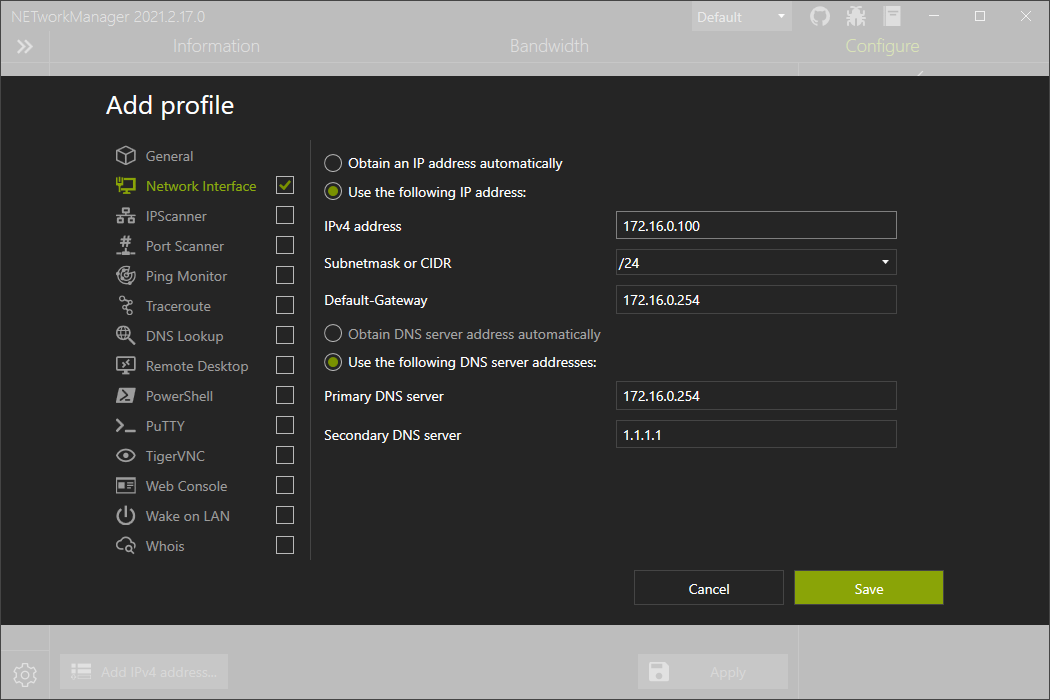 NETworkManager 2021.2.17.0
Default
Information
Bandwidth
Configure
Add profile
General
Network Interface
IPScanner
Port Scanner
Ping Monitor
Traceroute
DNS Lookup
Remote Desktop
PowerShell
PuTTY
TigerVNC
Web Console
Wake on LAN
Whois
Obtain an IP address automatically
Use the following IP address:
IPv4 address
172.16.0.100
Subnetmask or CIDR
/24
Default-Gateway
172.16.0.254
Obtain DNS server address automatically
Use the following DNS server addresses:
Primary DNS server
172.16.0.254
Secondary DNS server
1.1.1.1
Cancel
Save
Add IPv4 address...
Apply